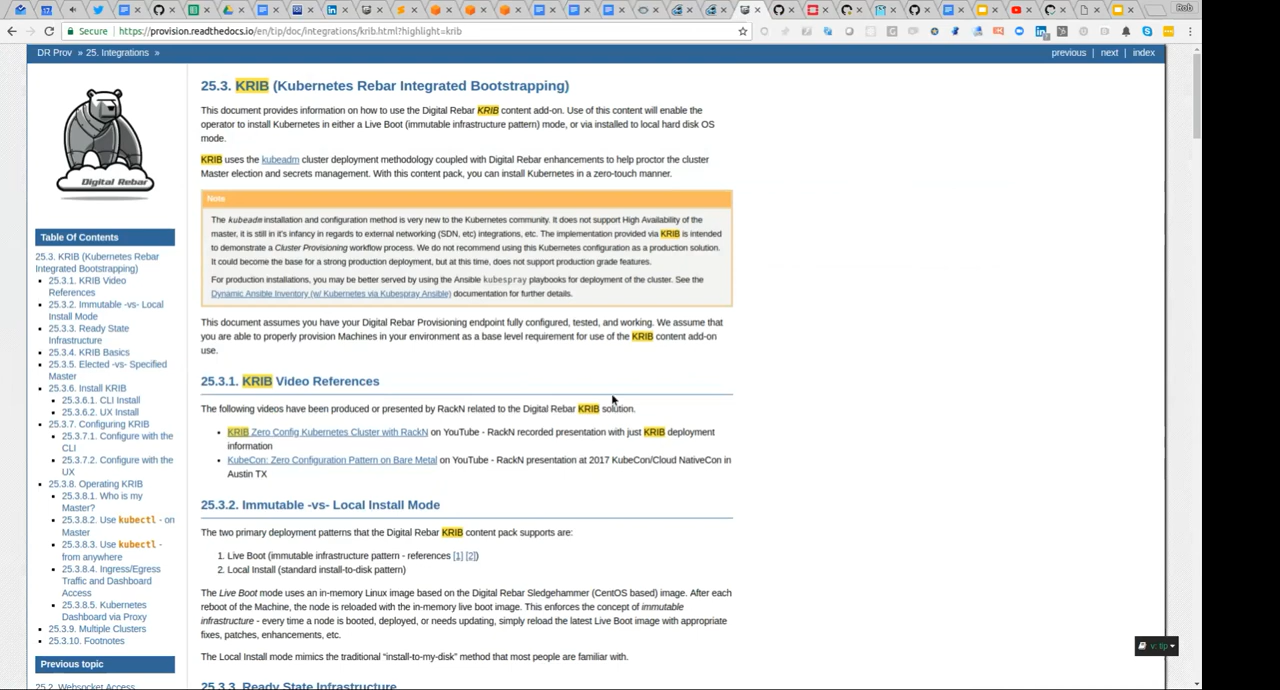 Rob
Secure
https://provision.readthedocs.io/en/tip/doc/integrations/krib.html?highlight=krib
DR Prov » 25. Integrations »
previous | next | index
Digital Rebar
Table Of Contents
25.3. KRIB (Kubernetes Rebar
Integrated Bootstrapping)
25.3.1. KRIB Video
References
25.3.2. Immutable -vs- Local
Install Mode
25.3.3. Ready State
Infrastructure
25.3.4. KRIB Basics
25.3.5. Elected -vs- Specified
Master
25.3.6. Install KRIB
25.3.6.1. CLI Install
25.3.6.2. UX Install
25.3.7. Configuring KRIB
25.3.7.1. Configure with the
CLI
25.3.7.2. Configure with the
UX
25.3.8. Operating KRIB
25.3.8.1. Who is my
Master?
25.3.8.2. Use kubectl - on
Master
25.3.8.3. Use kubectl -
from anywhere
25.3.8.4. Ingress/Egress
Traffic and Dashboard
Access
25.3.8.5. Kubernetes
Dashboard via Proxy
25.3.9. Multiple Clusters
25.3.10. Footnotes
Previous topic
25.2. Websocket Access
25.3. KRIB (Kubernetes Rebar Integrated Bootstrapping)
This document provides information on how to use the Digital Rebar KRIB content add-on. Use of this content will enable the
operator to install Kubernetes in either a Live Boot (immutable infrastructure pattern) mode, or via installed to local hard disk OS
mode.
KRIB uses the kubeadm cluster deployment methodology coupled with Digital Rebar enhancements to help proctor the cluster
Master election and secrets management. With this content pack, you can install Kubernetes in a zero-touch manner.
Note
The kubeadm installation and configuration method is very new to the Kubernetes community. It does not support High Availability of the
master, it is still in it's infancy in regards to external networking (SDN, etc) integrations, etc. The implementation provided via KRIB is intended
to demonstrate a Cluster Provisioning workflow process. We do not recommend using this Kubernetes configuration as a production solution.
It could become the base for a strong production deployment, but at this time, does not support production grade features.
For production installations, you may be better served by using the Ansible kubespray playbooks for deployment of the cluster. See the
Dynamic Ansible Inventory (w/ Kubernetes via Kubespray Ansible) documentation for further details.
This document assumes you have your Digital Rebar Provisioning endpoint fully configured, tested, and working. We assume that
you are able to properly provision Machines in your environment as a base level requirement for use of the KRIB content add-on
use.
25.3.1. KRIB Video References
The following videos have been produced or presented by RackN related to the Digital Rebar KRIB solution.
• KRIB Zero Config Kubernetes Cluster with RackN on YouTube - RackN recorded presentation with just KRIB deployment
information
• KubeCon: Zero Configuration Pattern on Bare Metal on YouTube - RackN presentation at 2017 KubeCon/Cloud NativeCon in
Austin TX
25.3.2. Immutable -vs- Local Install Mode
The two primary deployment patterns that the Digital Rebar KRIB content pack supports are:
1. Live Boot (immutable infrastructure pattern - references [1] [2])
2. Local Install (standard install-to-disk pattern)
The Live Boot mode uses an in-memory Linux image based on the Digital Rebar Sledgehammer (CentOS based) image. After each
reboot of the Machine, the node is reloaded with the in-memory live boot image. This enforces the concept of immutable
infrastructure - every time a node is booted, deployed, or needs updating, simply reload the latest Live Boot image with appropriate
fixes, patches, enhancements, etc.
The Local Install mode mimics the traditional “install-to-my-disk” method that most people are familiar with.
25.3.3. Ready State Infrastructure
v: tip